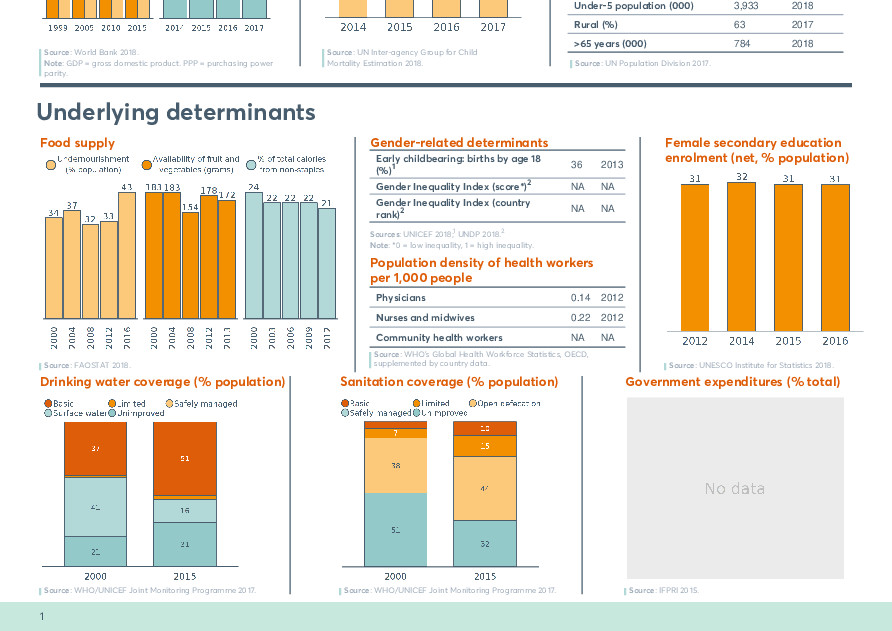 1999 2005 2010 2015
2014 2015 2016 2017
2014 2015 2016 2017
Under-5 population (000) 3,933 2018
Rural (%) 63 2017
>65 years (000) 784 2018
Source: World Bank 2018.
Note: GDP = gross domestic product. PPP = purchasing power
parity.
Source: UN Inter-agency Group for Child
Mortality Estimation 2018.
Source: UN Population Division 2017.
Underlying determinants
Food supply
Undernourishment
(% population)
Availability of fruit and
vegetables (grams)
% of total calories
from non-staples
34 37 32 33 43
183 183 154 178 172
24 22 22 22 21
2000 2004 2008 2012 2016
2000 2004 2008 2012 2013
2000 2003 2006 2009 2012
Source: FAOSTAT 2018.
Gender-related determinants
Early childbearing: births by age 18
(%)1 36 2013
Gender Inequality Index (score*)2 NA NA
Gender Inequality Index (country
rank)2 NA NA
Sources: UNICEF 2018,1 UNDP 2018.2
Note: *0 = low inequality, 1 = high inequality.
Population density of health workers
per 1,000 people
Physicians 0.14 2012
Nurses and midwives 0.22 2012
Community health workers NA NA
Source: WHO's Global Health Workforce Statistics, OECD,
supplemented by country data.
Female secondary education
enrolment (net, % population)
31 32 31 31
2012 2014 2015 2016
Source: UNESCO Institute for Statistics 2018.
Drinking water coverage (% population)
Basic Limited Safely managed
Surface water Unimproved
37
41
21
51
16
31
2000 2015
Source: WHO/UNICEF Joint Monitoring Programme 2017.
Sanitation coverage (% population)
Basic Limited Open defecation
Safely managed Unimproved
7
38
51
10
15
44
32
2000 2015
Source: WHO/UNICEF Joint Monitoring Programme 2017.
Government expenditures (% total)
No data
Source: IFPRI 2015.
1